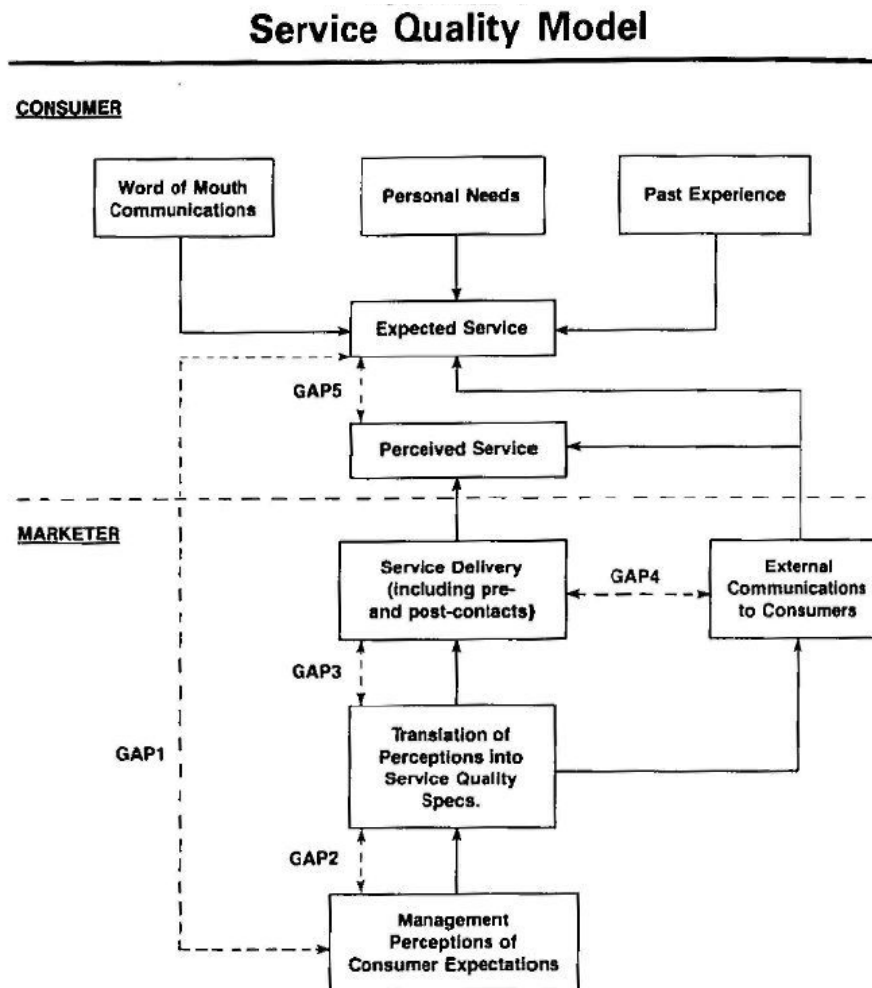 Service Quality Model
CONSUMER
Word of Mouth
Communications
Personal Needs
Past Experience
Expected Service
GAP5
Perceived Service
MARKETER
Service Delivery
(including pre-
and post-contacts)
GAP4
External
Communications
to Consumers
GAP3
Translation of
Perceptions into
Service Quality
Specs.
GAP1
GAP2
Management
Perceptions of
Consumer Expectations